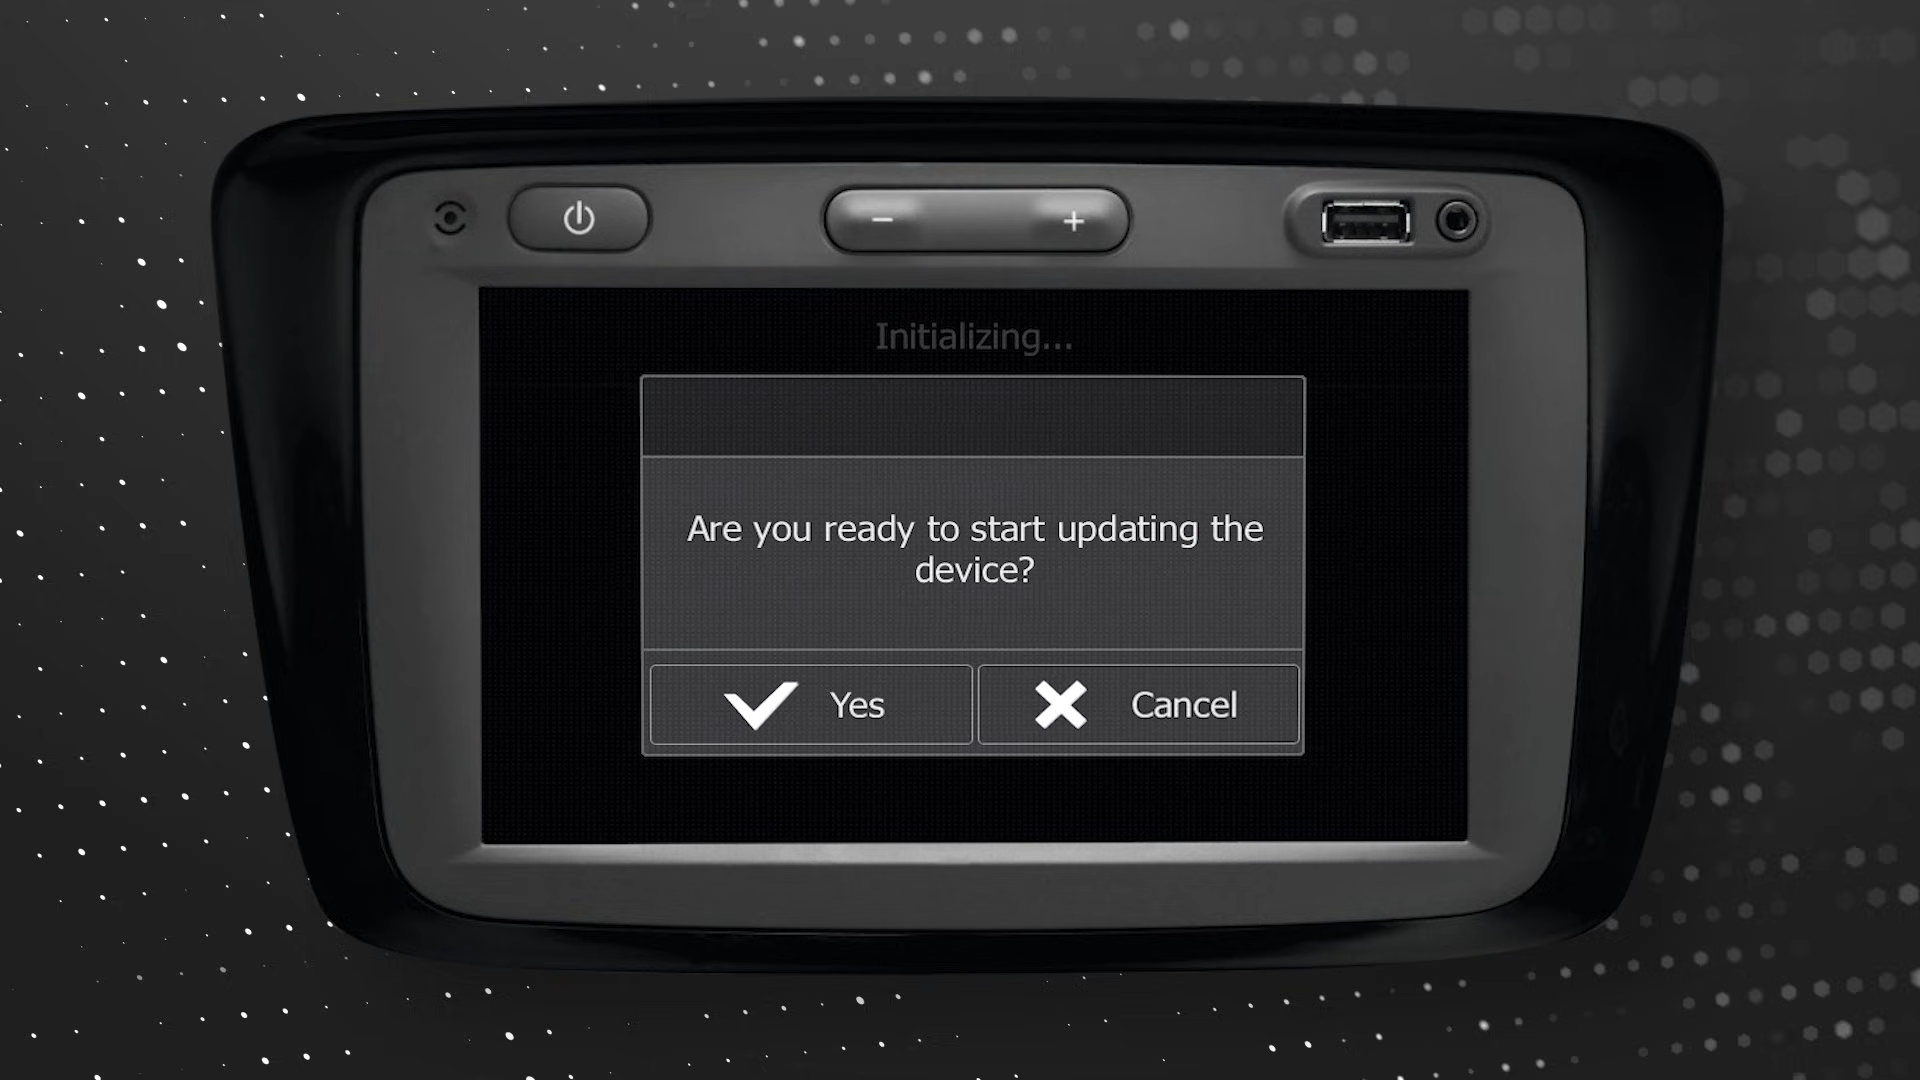 Initializing...
Are you ready to start updating the
device?
Yes
Cancel